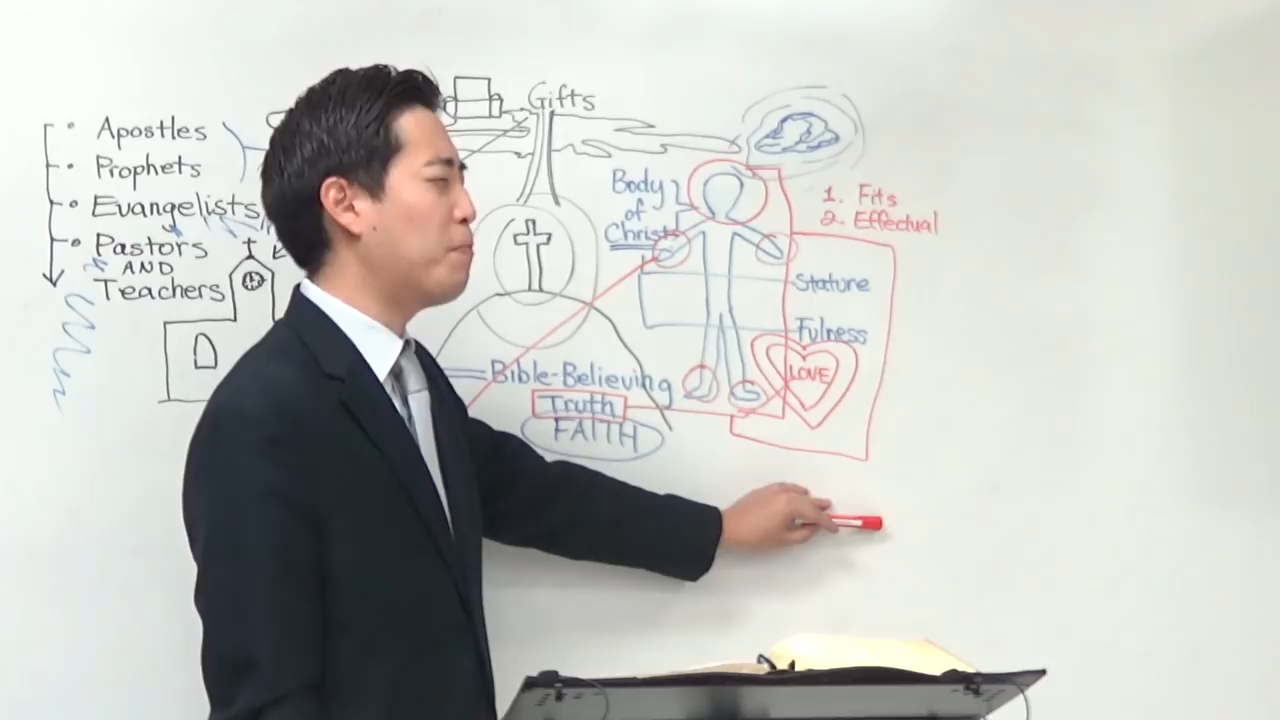 Apostles
Prophets
Evangelists
Pastors
AND
Teachers
Gifts
Body
of
Christ
1. Fits
2. Effectual
Stature
Fulness
LOVE
Bible-Believing
Truth
FAITH